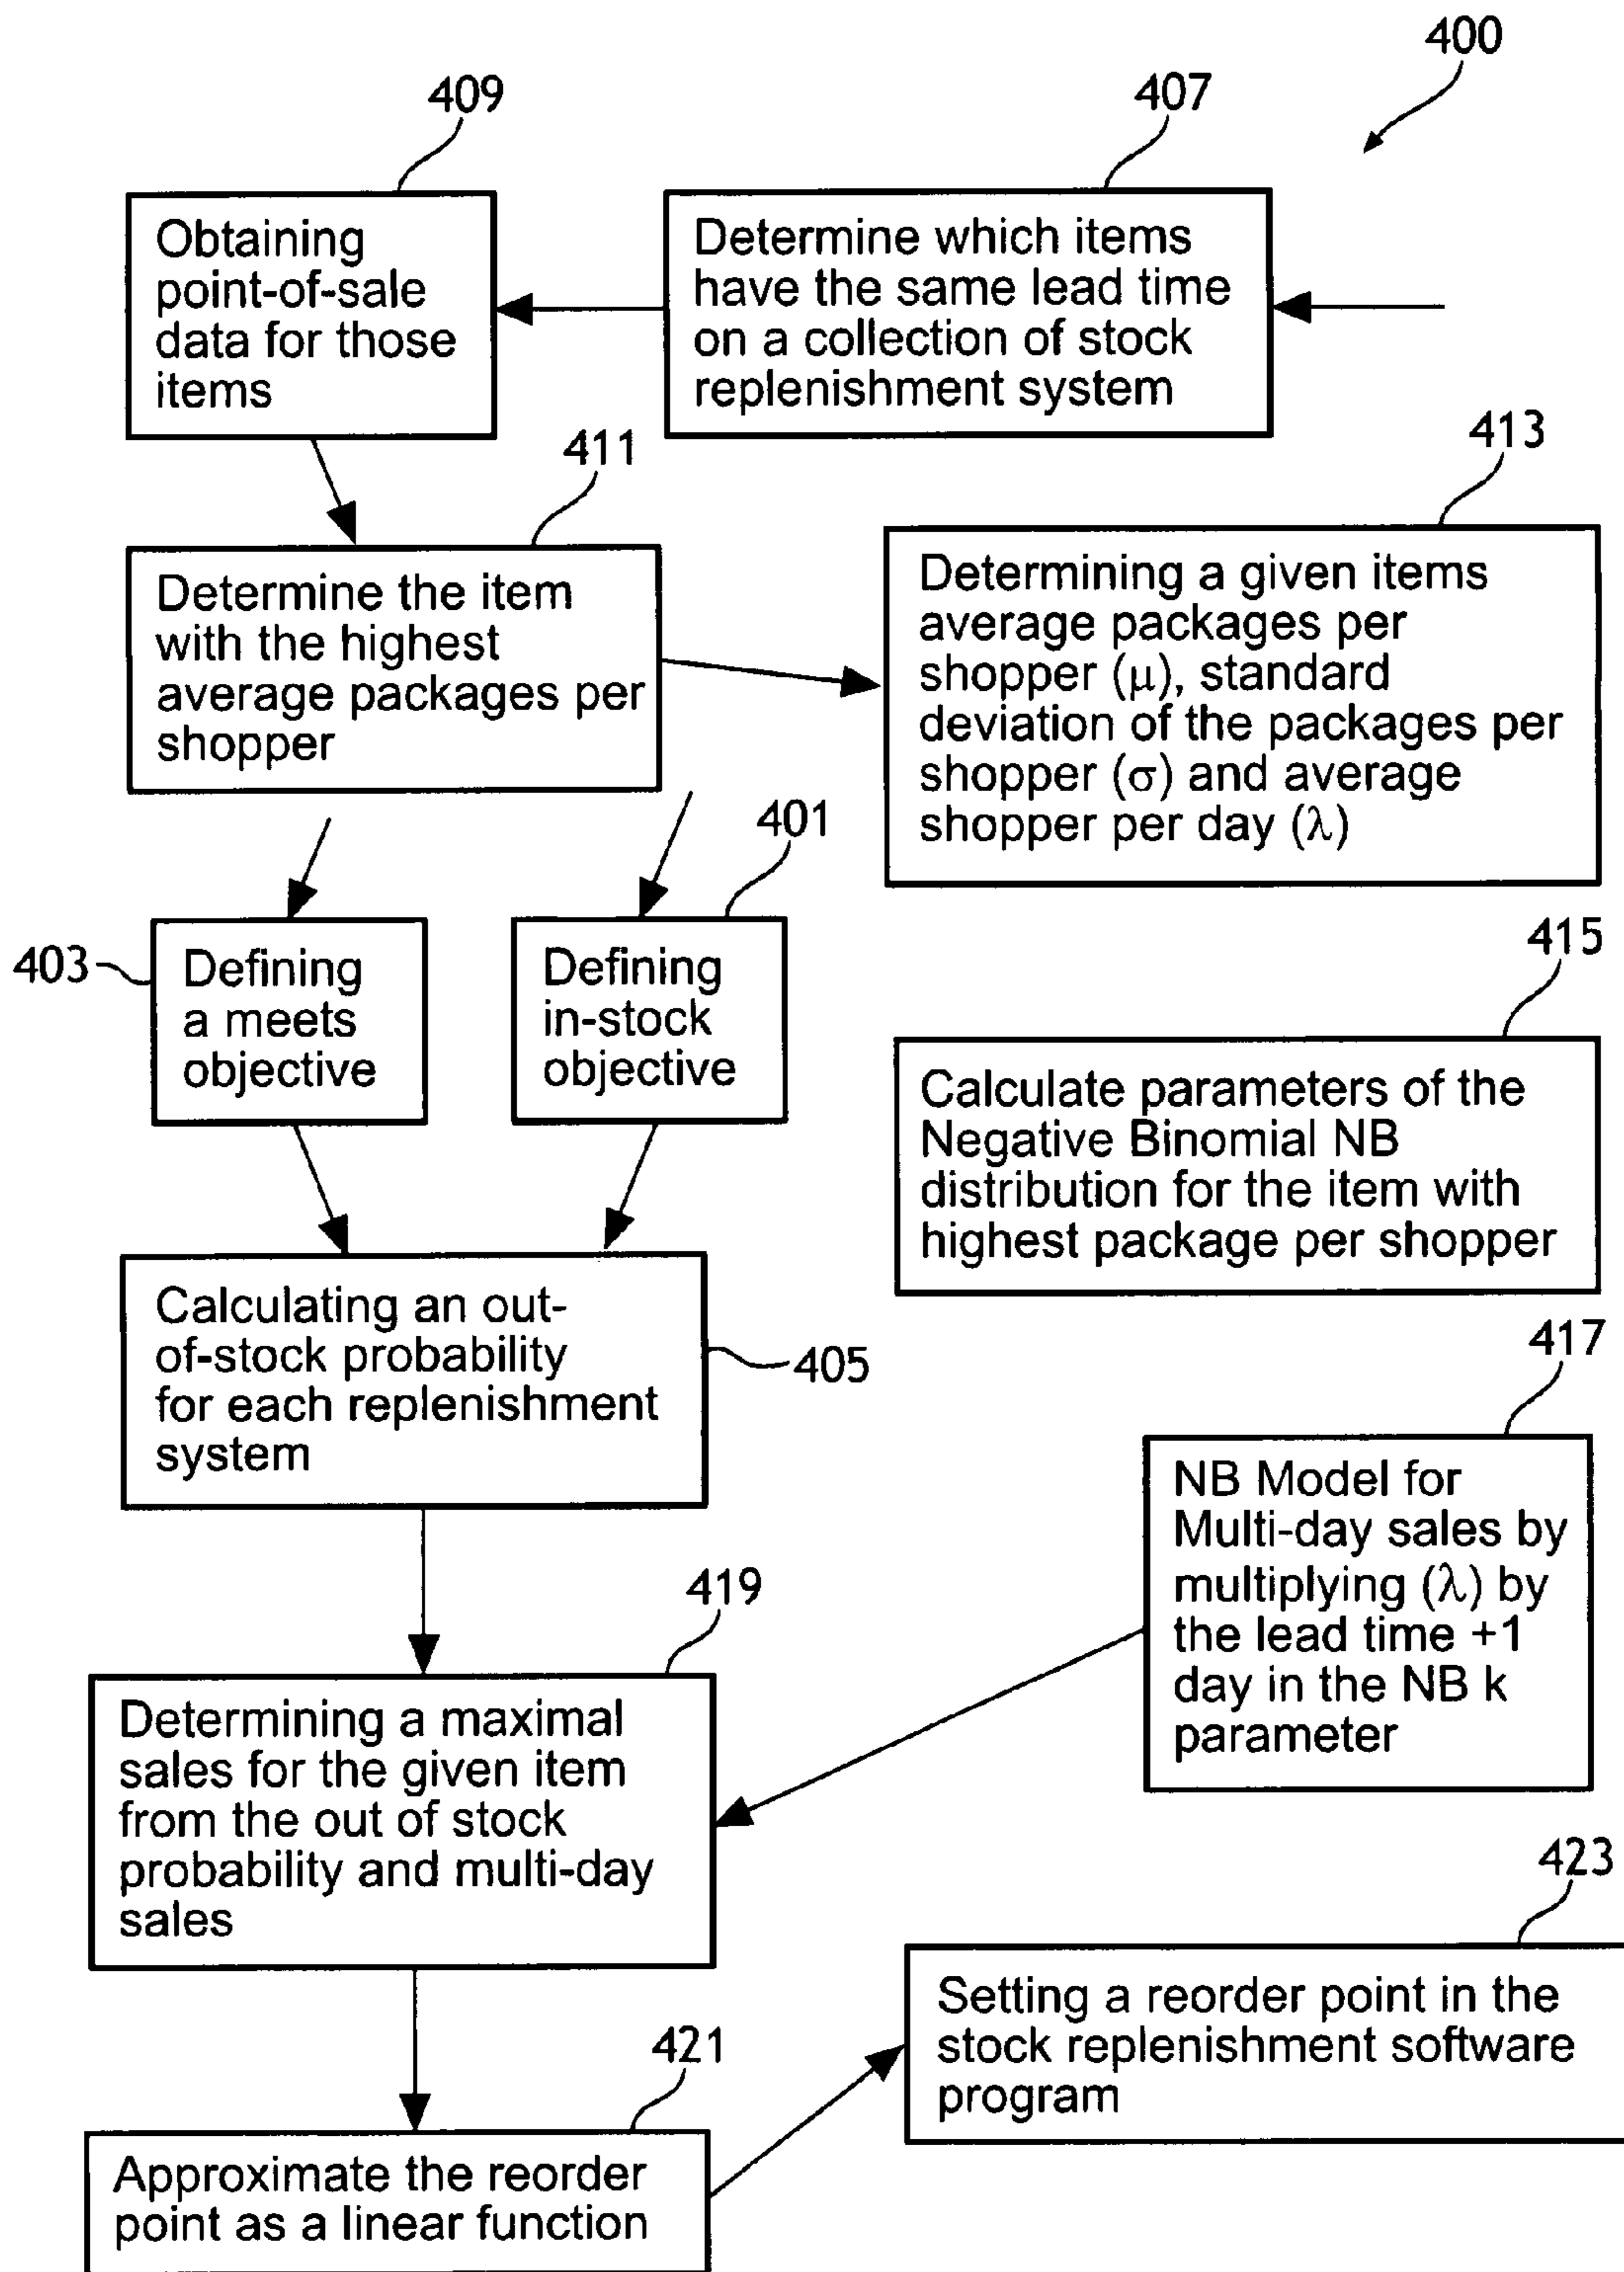 400
409
407
Obtaining
point-of-sale
data for those
items
Determine which items
have the same lead time
on a collection of stock
replenishment system
411
413
Determine the item
with the highest
average packages per
shopper
Determining a given items
average packages per
shopper (μ), standard
deviation of the packages per
shopper (σ) and average
shopper per day (λ)
401
403
Defining
a meets
objective
Defining
in-stock
objective
415
Calculate parameters of the
Negative Binomial NB
distribution for the item with
highest package per shopper
Calculating an out-
of-stock probability
for each replenishment
system
405
417
NB Model for
Multi-day sales by
multiplying (λ) by
the lead time +1
day in the NB k
parameter
419
Determining a maximal
sales for the given item
from the out of stock
probability and multi-day
sales
423
Setting a reorder point in the
stock replenishment software
program
421
Approximate the reorder
point as a linear function